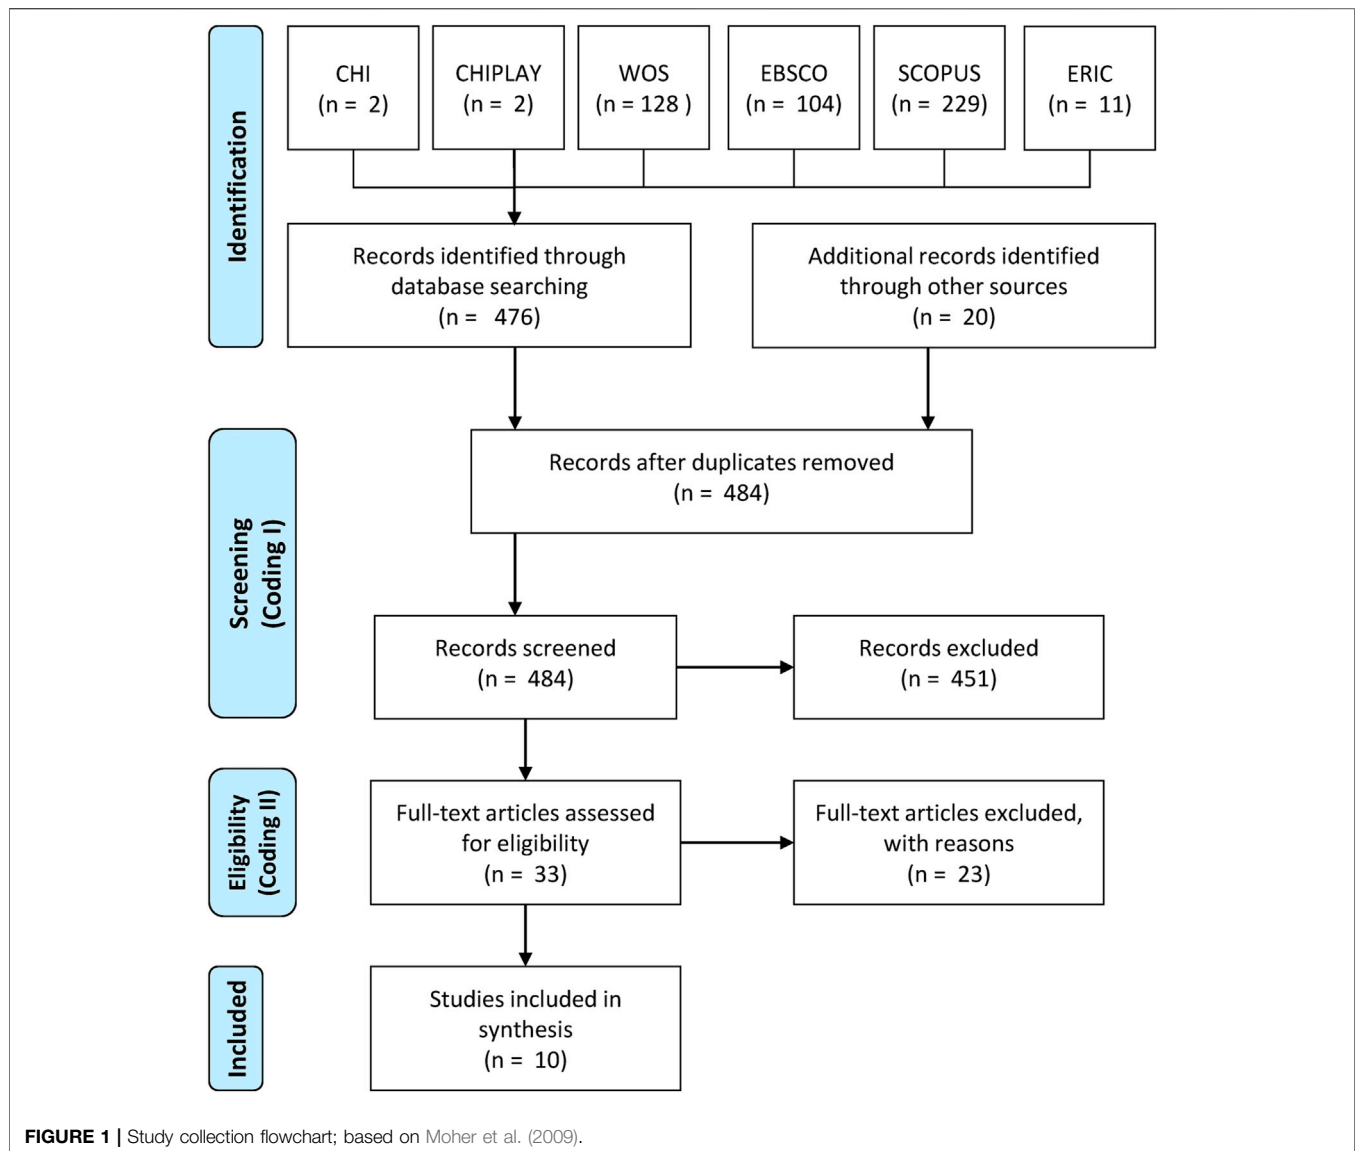 Identification
CHI
(n = 2)
CHIPLAY
(n = 2)
WOS
(n = 128 )
EBSCO
(n = 104)
SCOPUS
(n = 229)
ERIC
(n = 11)
Records identified through
database searching
(n = 476)
Additional records identified
through other sources
(n = 20)
Screening
(Coding I)
Records after duplicates removed
(n = 484)
Records screened
(n = 484)
Records excluded
(n = 451)
Eligibility
(Coding II)
Full-text articles assessed
for eligibility
(n = 33)
Full-text articles excluded,
with reasons
(n = 23)
Included
Studies included in
synthesis
(n = 10)
FIGURE 1 | Study collection flowchart; based on Moher et al. (2009).